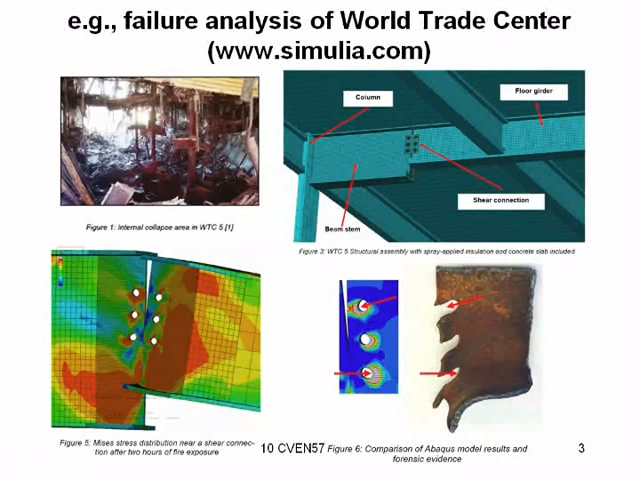 e.g., failure analysis of World Trade Center
(www.simulia.com)
Column
Floor girder
Shear connection
Beam stem
Figure 1: Internal collapse area in WTC 5 [1]
Figure 3: WTC 5 Structural assembly with spray-applied insulation and concrete slab included.
Figure 5: Mises stress distribution near a shear connec-
tion after two hours of fire exposure
10 CVEN57
Figure 6: Comparison of Abaqus model results and
forensic evidence
3